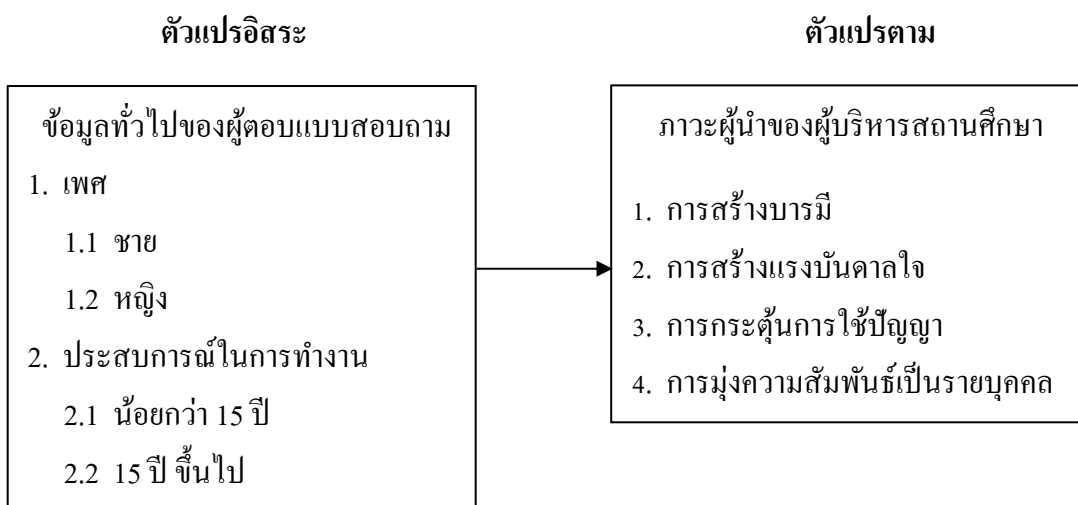 ตัวแปรอิสระ
ตัวแปรตาม
ข้อมูลทั่วไปของผู้ตอบแบบสอบถาม
1. เพศ
1.1 ชาย
1.2 หญิง
2. ประสบการณ์ในการทำงาน
2.1 น้อยกว่า 15 ปี
2.2 15 ปี ขึ้นไป
ภาวะผู้นำของผู้บริหารสถานศึกษา
1. การสร้างบารมี
2. การสร้างแรงบันดาลใจ
3. การกระตุ้นการใช้ปัญญา
4. การมุ่งความสัมพันธ์เป็นรายบุคคล